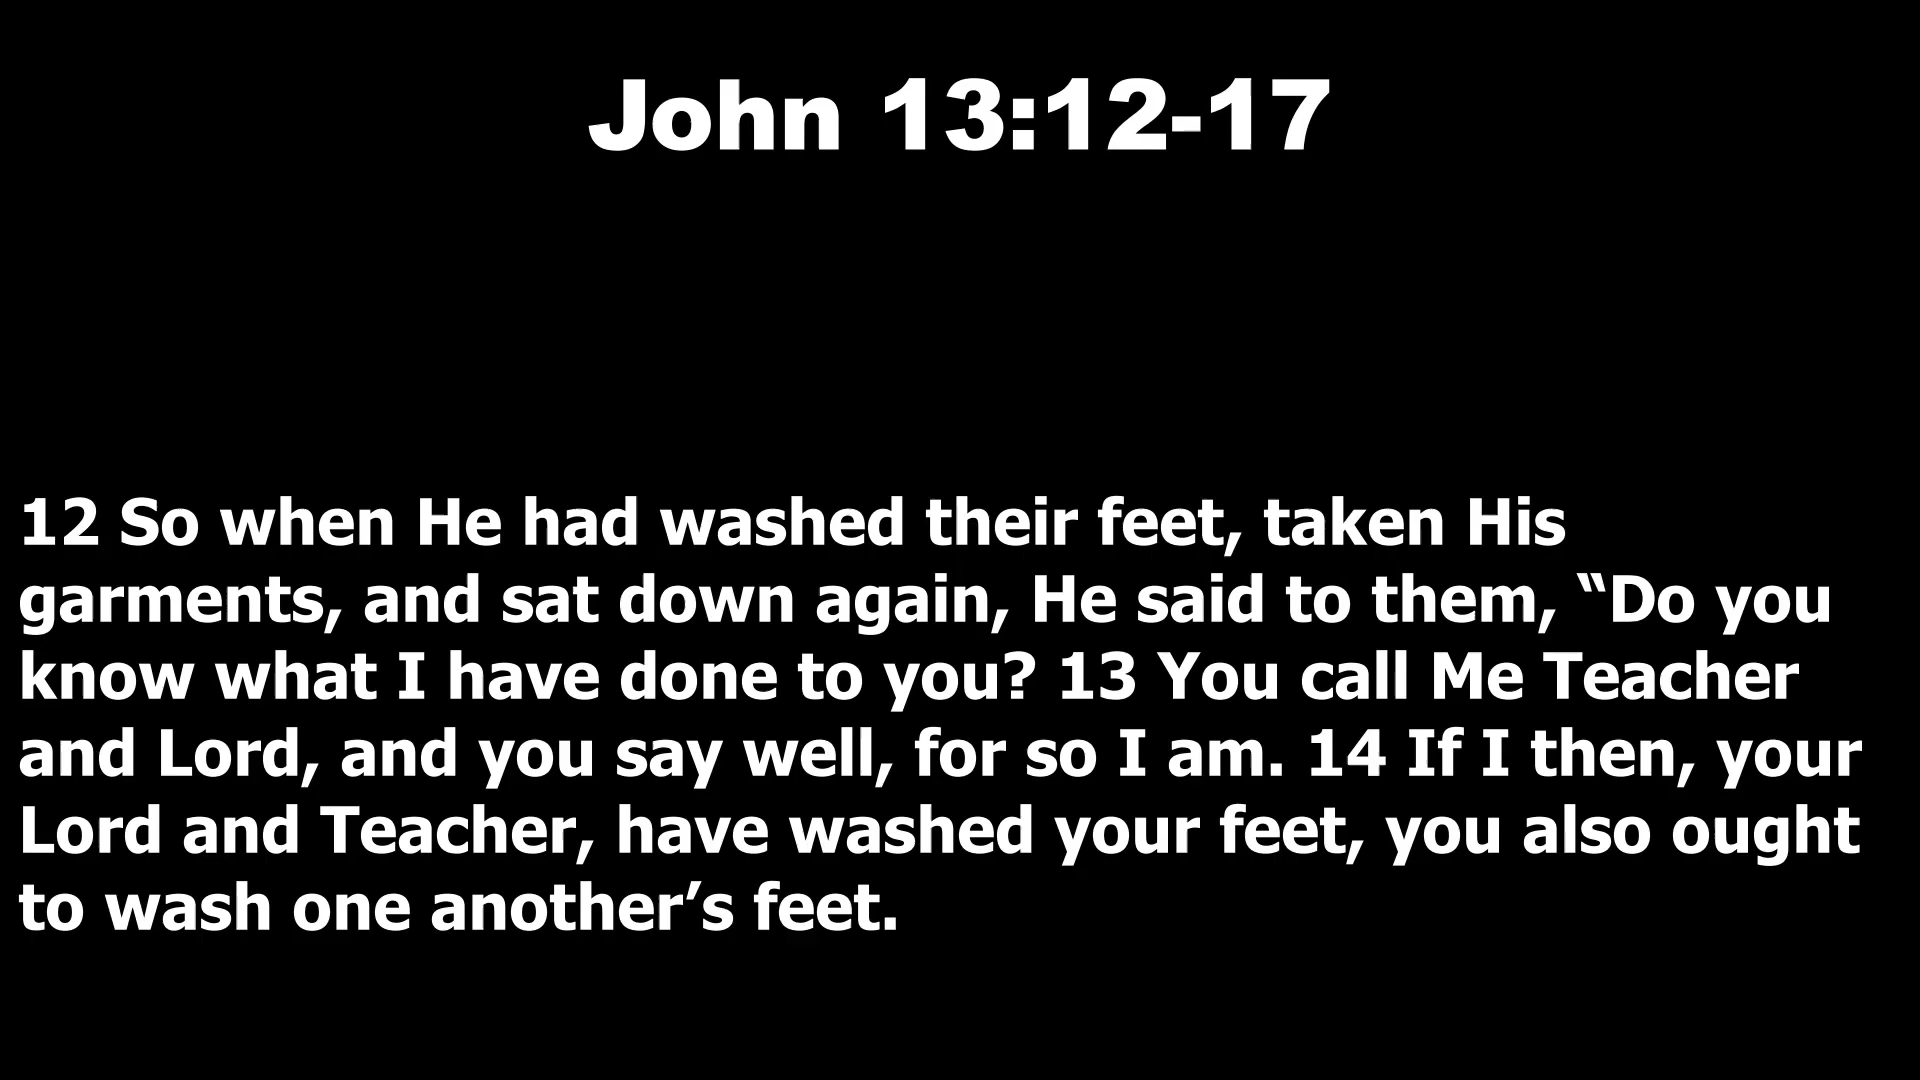 John 13:12-17
12 So when He had washed their feet, taken His
garments, and sat down again, He said to them, “Do you
know what I have done to you? 13 You call Me Teacher
and Lord, and you say well, for so I am. 14 If I then, your
Lord and Teacher, have washed your feet, you also ought
to wash one another’s feet.